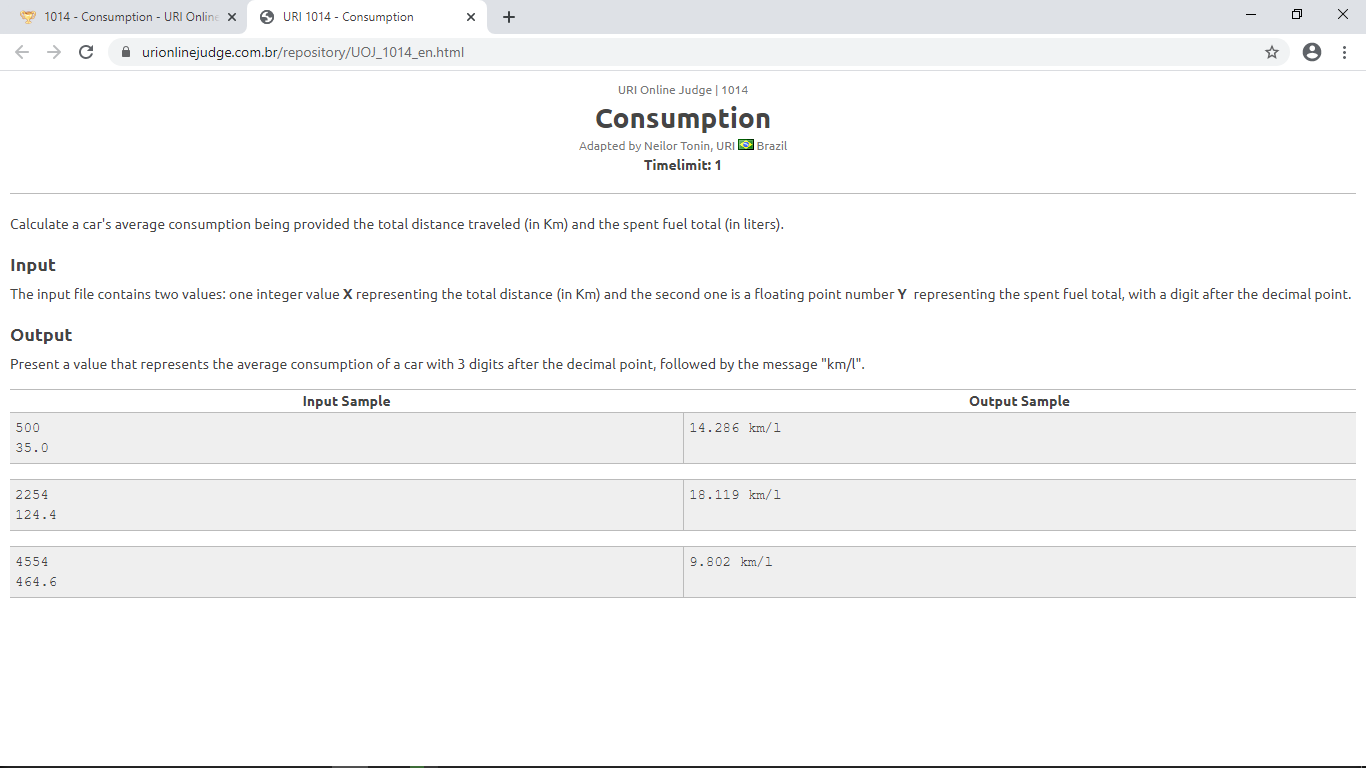 1014 - Consumption - URI Online
URI 1014 - Consumption
urionlinejudge.com.br/repository/UOJ_1014_en.html
URI Online Judge | 1014
Consumption
Adapted by Neilor Tonin, URI Brazil
Timelimit: 1
Calculate a car's average consumption being provided the total distance traveled (in Km) and the spent fuel total (in liters).
Input
The input file contains two values: one integer value X representing the total distance (in Km) and the second one is a floating point number Y representing the spent fuel total, with a digit after the decimal point.
Output
Present a value that represents the average consumption of a car with 3 digits after the decimal point, followed by the message "km/l".
Input Sample Output Sample
500 14.286 km/l
35.0
2254 18.119 km/l
124.4
4554 9.802 km/l
464.6